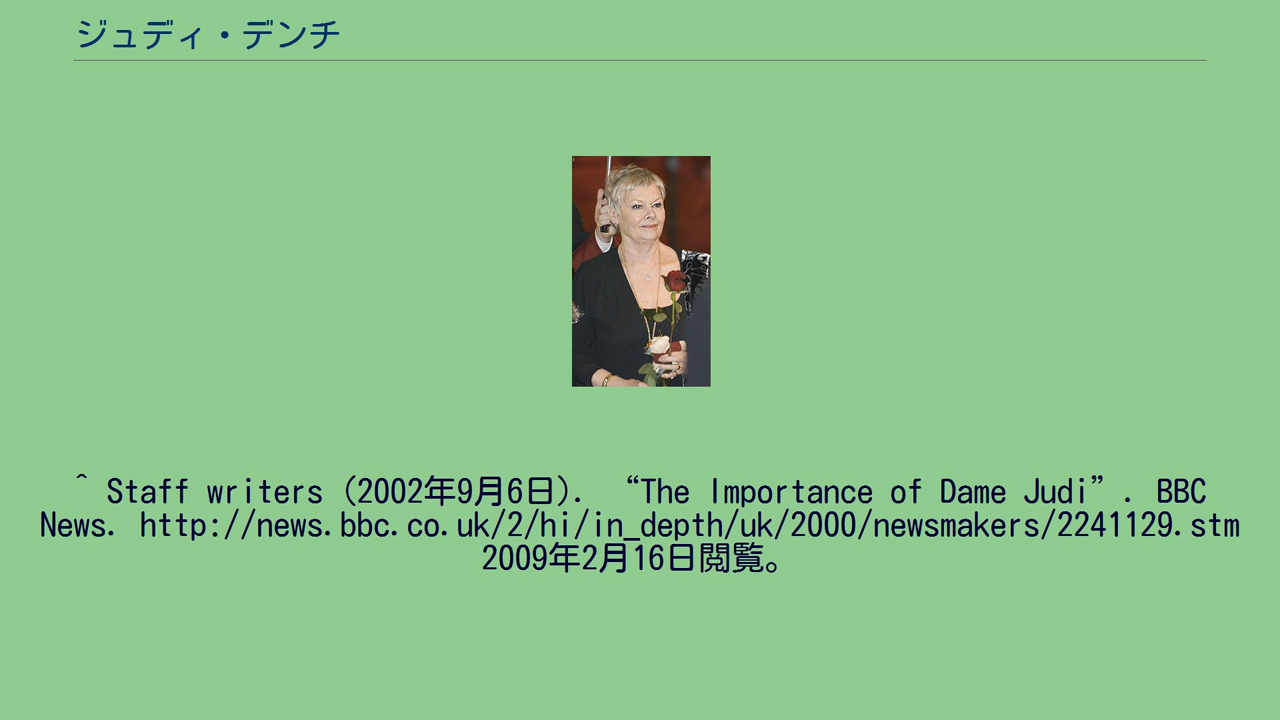 ジュディ・デンチ
^ Staff writers (2002年9月6日). “The Importance of Dame Judi”. BBC
News. http://news.bbc.co.uk/2/hi/in_depth/uk/2000/newsmakers/2241129.stm
2009年2月16日閲覧。